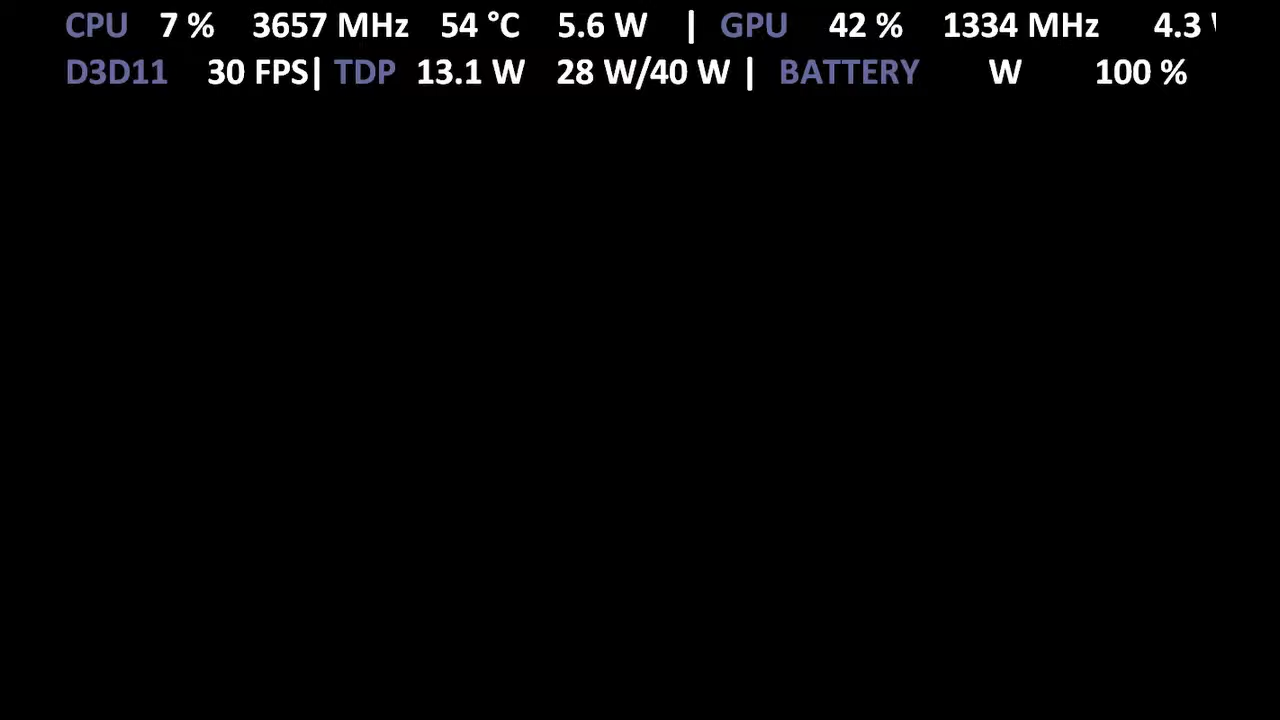 CPU 7 % 3657 MHz 54 °C 5.6 W | GPU 42 % 1334 MHz 4.3
D3D11 30 FPS| TDP 13.1 W 28 W/40 W | BATTERY W 100 %